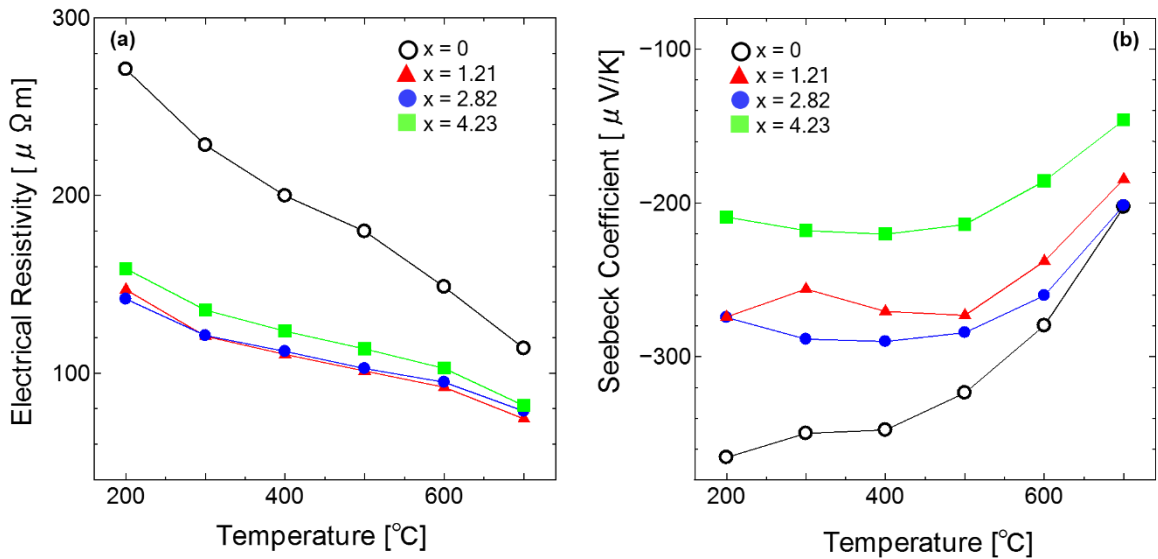 (a)
300
200
100
Electrical Resistivity [ μ Ω m]
x = 0
x = 1.21
x = 2.82
x = 4.23
200
400
600
Temperature [℃]
(b)
−100
−200
−300
Seebeck Coefficient [ μ V/K]
x = 0
x = 1.21
x = 2.82
x = 4.23
200
400
600
Temperature [℃]